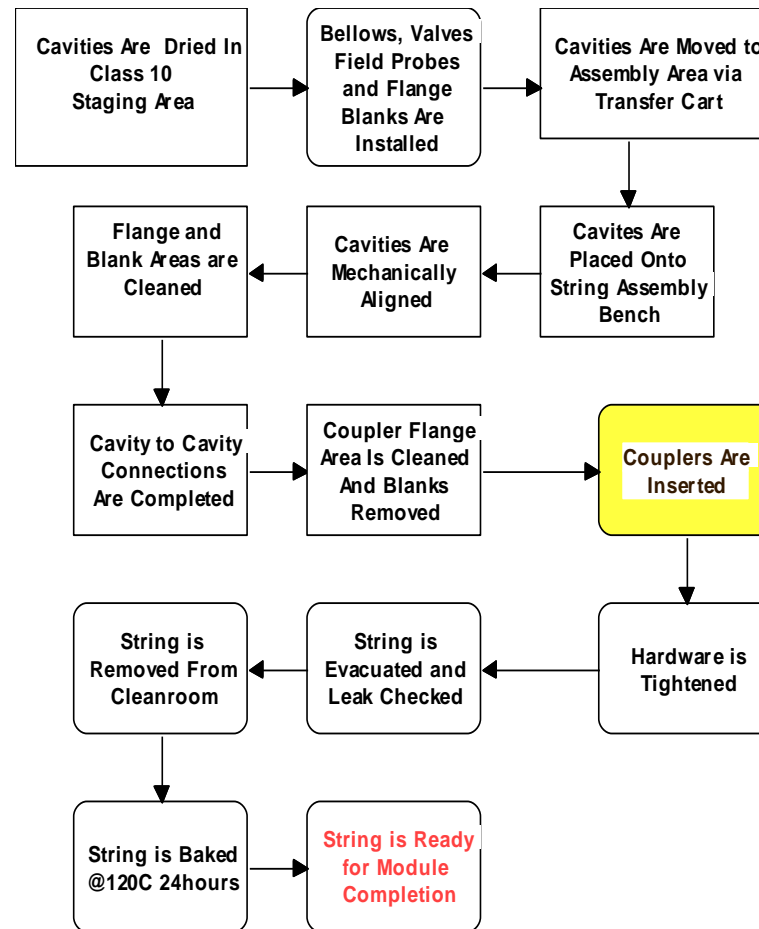 Cavities Are Dried In
Class 10
Staging Area
Bellows, Valves
Field Probes
and Flange
Blanks Are
Installed
Cavities Are Moved to
Assembly Area via
Transfer Cart
Cavites Are
Placed Onto
String Assembly
Bench
Cavities Are
Mechanically
Aligned
Flange and
Blank Areas are
Cleaned
Cavity to Cavity
Connections
Are Completed
Coupler Flange
Area Is Cleaned
And Blanks
Removed
Couplers Are
Inserted
Hardware is
Tightened
String is
Evacuated and
Leak Checked
String is
Removed From
Cleanroom
String is Baked
@120C 24hours
String is Ready
for Module
Completion